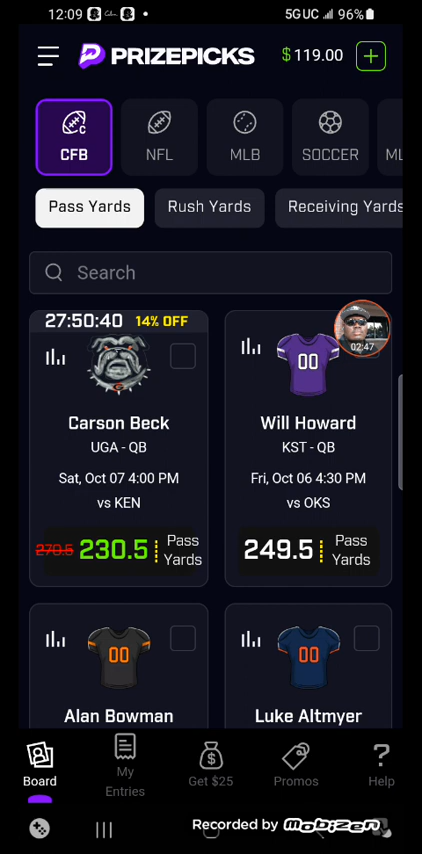 12:09
5G UC 96%
PRIZEPICKS
$ 119.00 +
CFB
NFL
MLB
SOCCER
ML
Pass Yards
Rush Yards
Receiving Yards
Search
27:50:40 14% OFF
Carson Beck
UGA - QB
Sat, Oct 07 4:00 PM
vs KEN
270.5 230.5 Pass Yards
02:47
00
Will Howard
KST - QB
Fri, Oct 06 4:30 PM
vs OKS
249.5 Pass Yards
00
Alan Bowman
00
Luke Altmyer
Board
My Entries
Get $25
Promos
? Help
Recorded by MOBIZEN